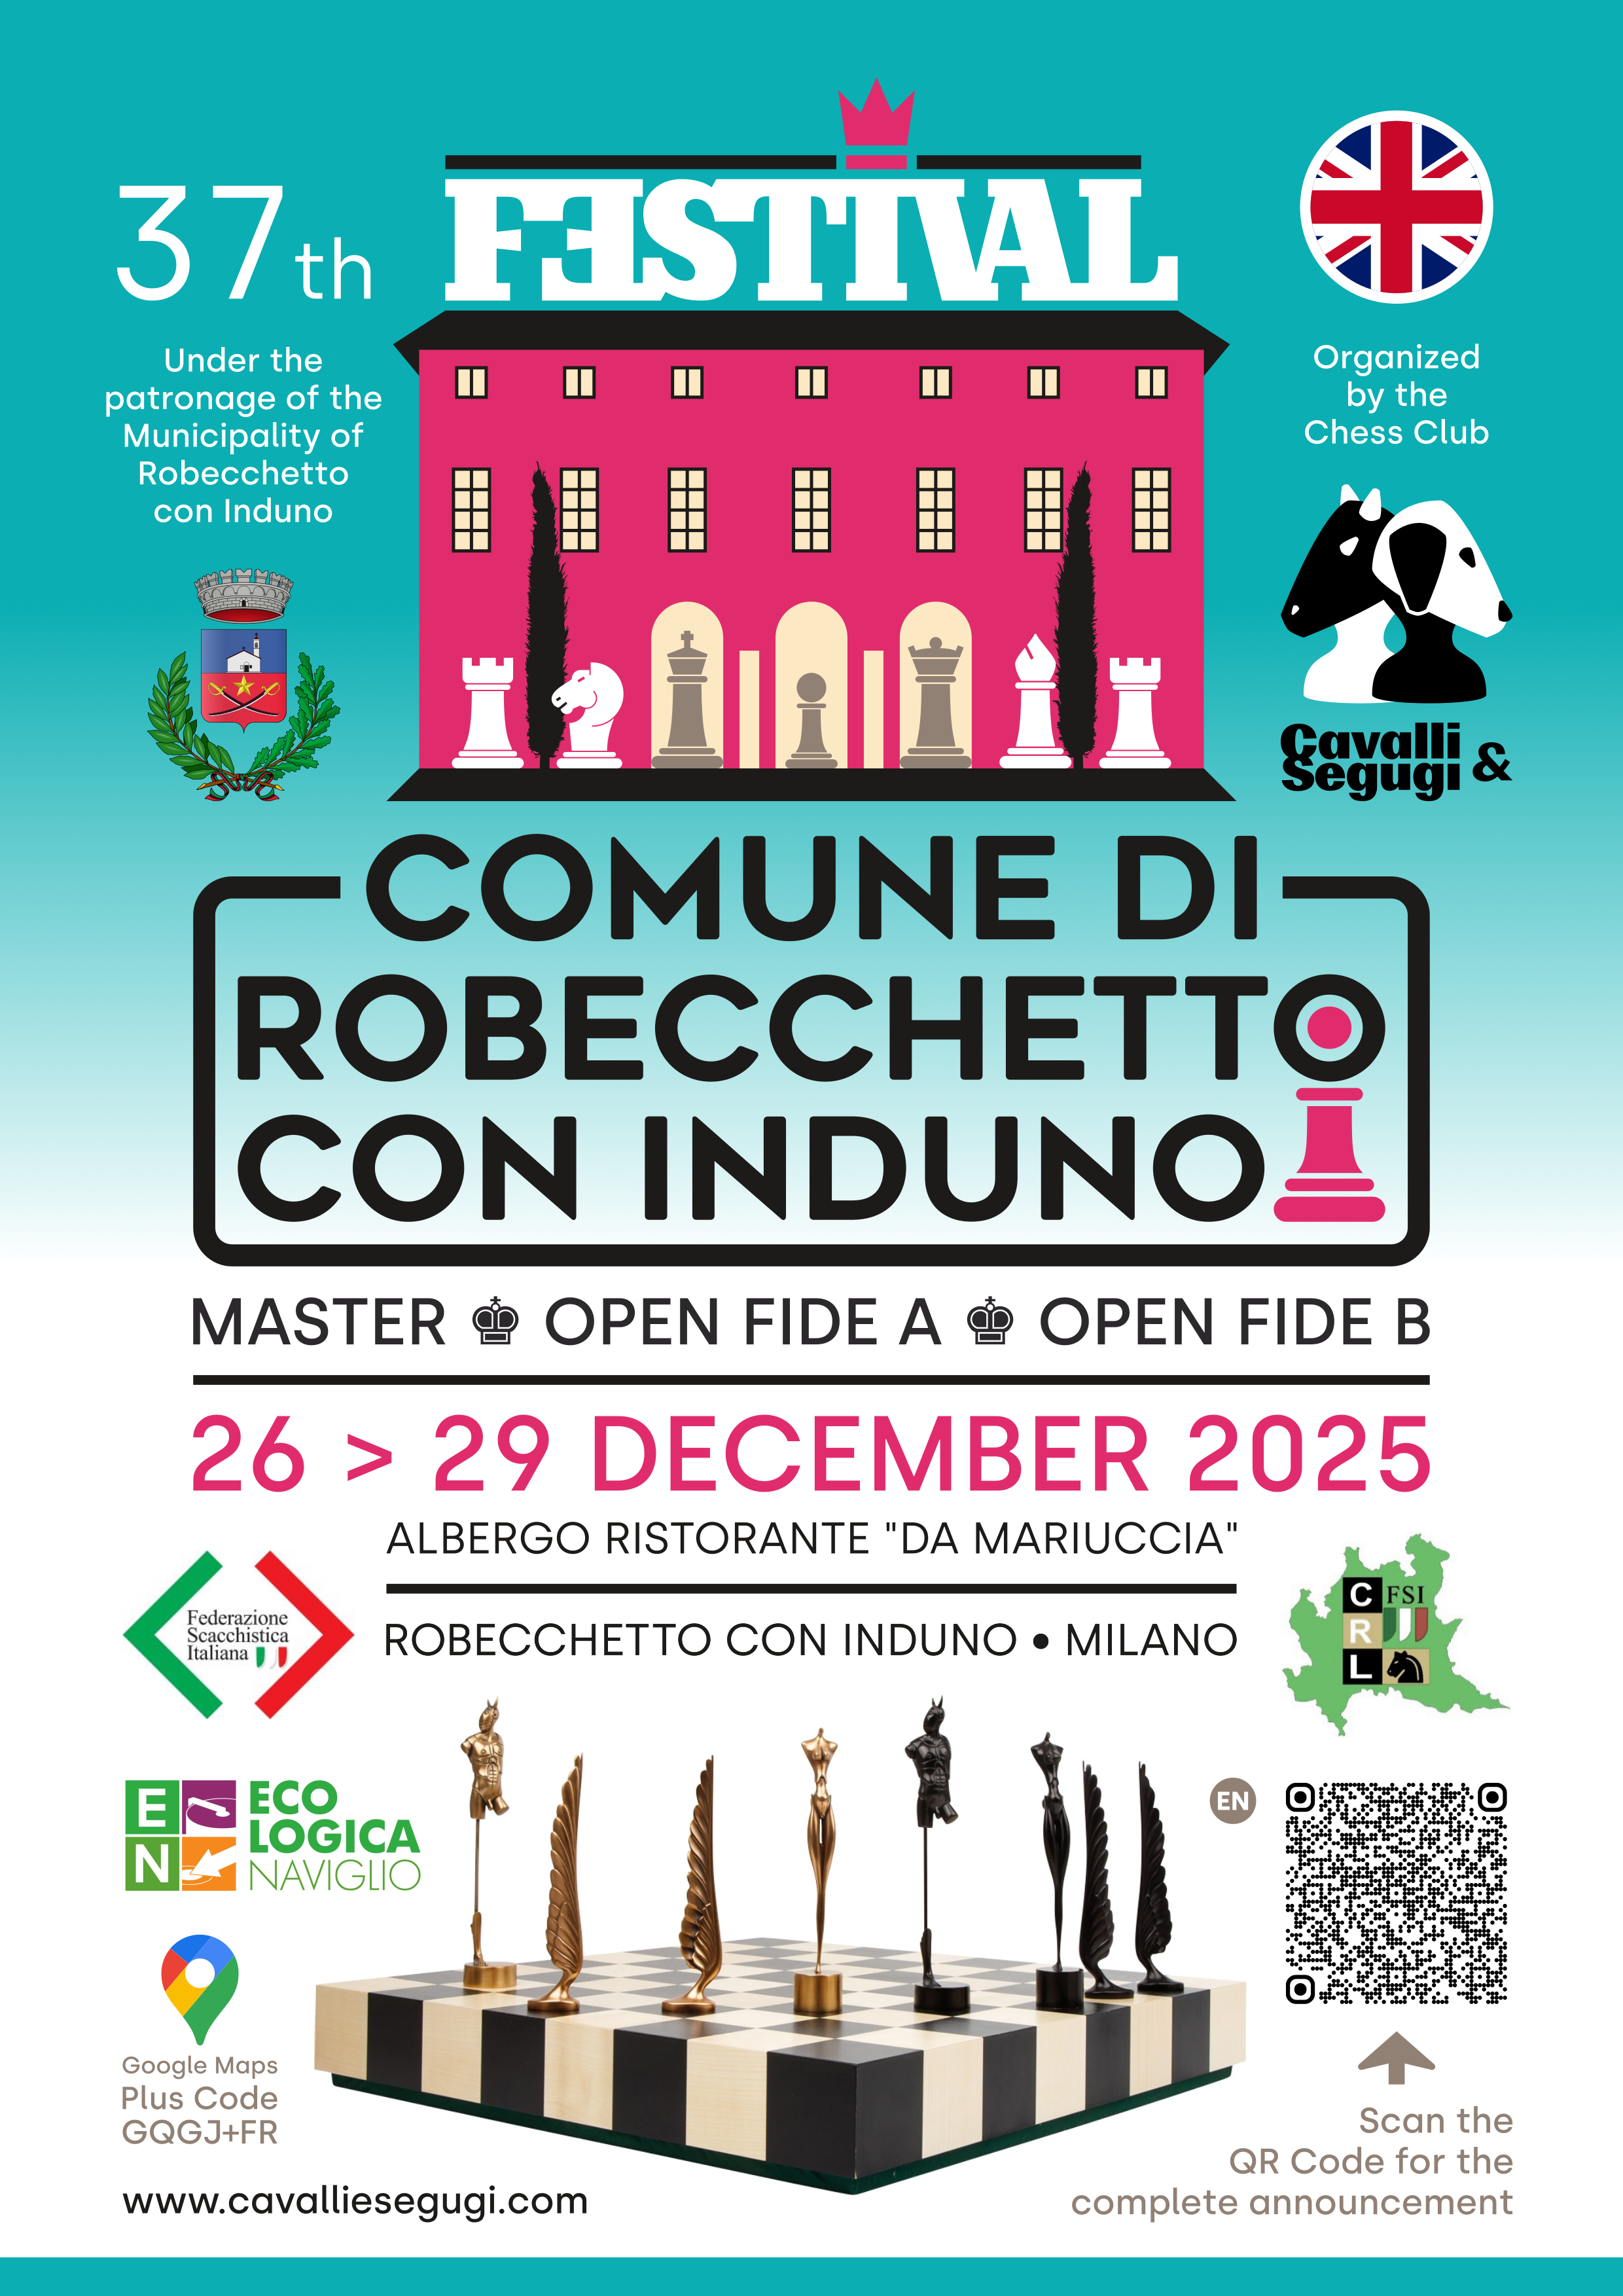 37th
FESTIVAL
Under the
patronage of the
Municipality of
Robecchetto
con Induno
Organized
by the
Chess Club
Cavalli
Segugi &
COMUNE DI
ROBECCHETTO
CON INDUNO
MASTER ♚ OPEN FIDE A ♚ OPEN FIDE B
26 > 29 DECEMBER 2025
ALBERGO RISTORANTE "DA MARIUCCIA"
ROBECCHETTO CON INDUNO • MILANO
Federazione
Scacchistica
Italiana
C FSI
R
L
EN
ECO
LOGICA
NAVIGLIO
EN
Google Maps
Plus Code
GQGJ+FR
www.cavalliesegugi.com
Scan the
QR Code for the
complete announcement